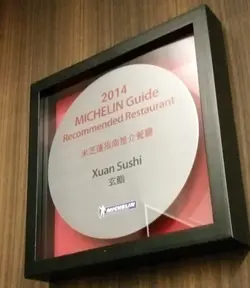 2014
MICHELIN Guide
Recommended Restaurant
米芝蓮指南推介餐廳
Xuan Sushi
玄鮨
MICHELIN